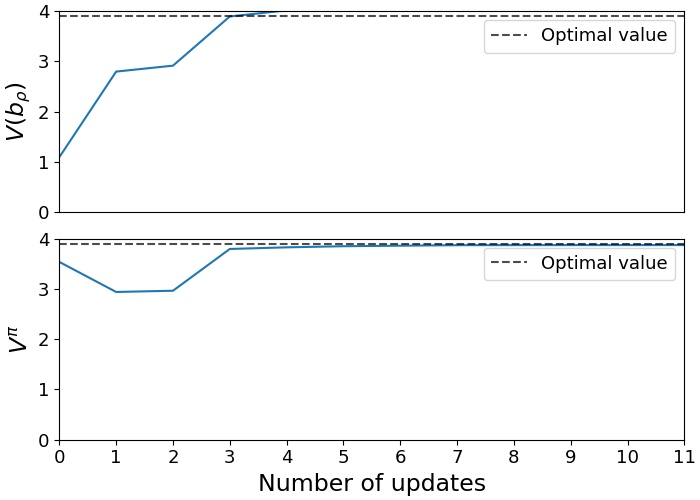 4
3
2
1
0
V(b_ρ)
Optimal value
4
3
2
1
0
V^π
Optimal value
0 1 2 3 4 5 6 7 8 9 10 11
Number of updates